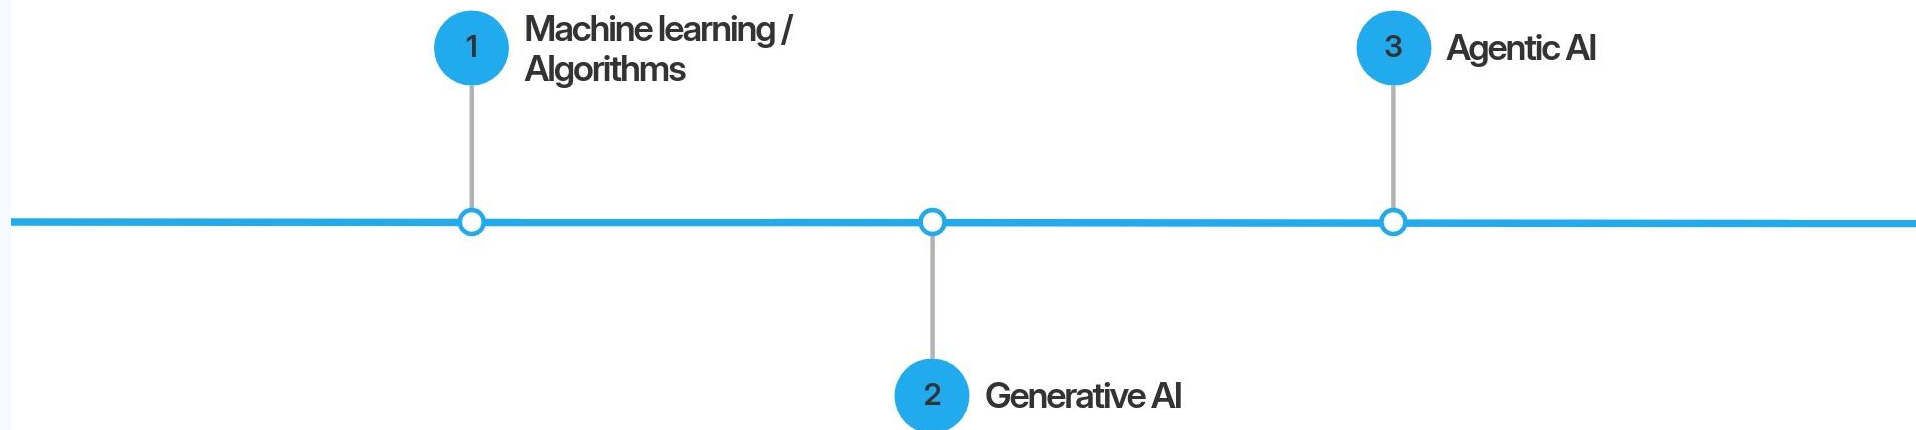 1
Machine learning /
Algorithms
3
Agentic AI
2
Generative AI